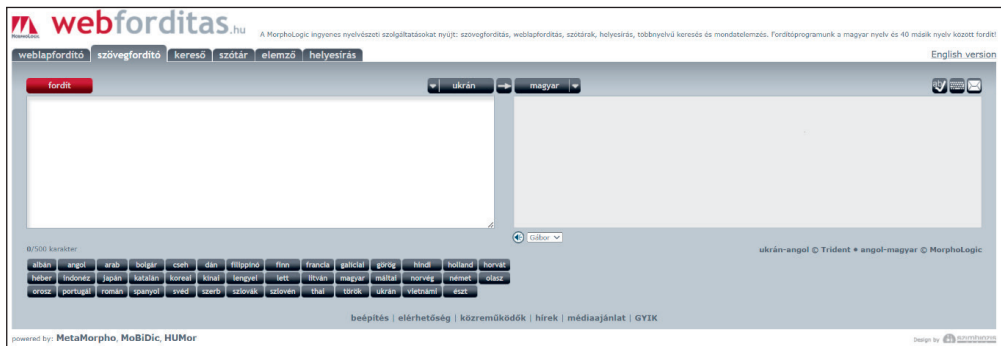 MorphoLogic
webforditas.hu
A MorphoLogic ingyenes nyelvészeti szolgáltatásokat nyújt: szövegfordítás, weblapfordítás, szótárak, helyesírás, többnyelvű keresés és mondatelemzés. Fordítóprogramunk a magyar nyelv és 40 másik nyelv között fordít!
weblapfordító szövegfordító kereső szótár elemző helyesírás English version
fordít ukrán magyar
Gábor
0/500 karakter ukrán-angol © Trident • angol-magyar © MorphoLogic
albán angol arab bolgár cseh dán filippínó finn francia galíciai görög hindi holland horvát
héber indonéz japán katalán koreai kínai lengyel lett litván magyar máltai norvég német olasz
orosz portugál román spanyol svéd szerb szlovák szlovén thai török ukrán vietnámi észt
beépítés | elérhetőség | közreműködők | hírek | médiaajánlat | GYIK
powered by: MetaMorpho, MoBiDic, HUMor Design by